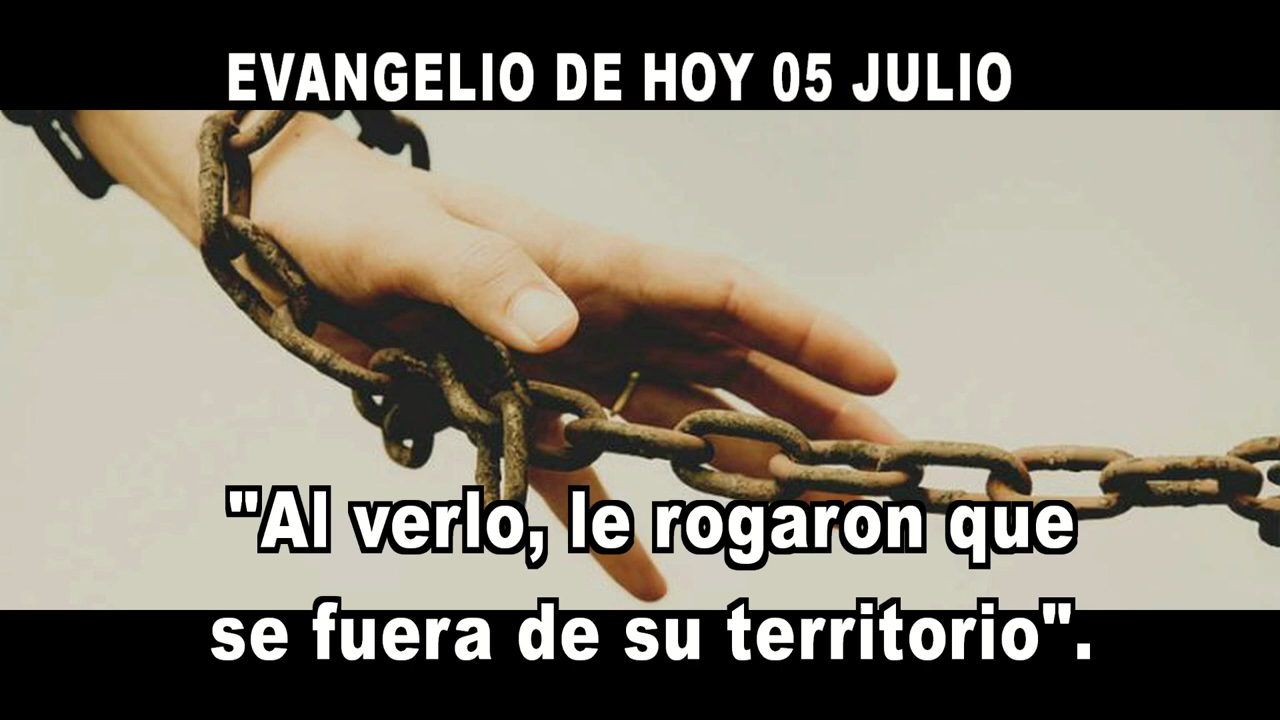 EVANGELIO DE HOY 05 JULIO
"Al verlo, le rogaron que
se fuera de su territorio".